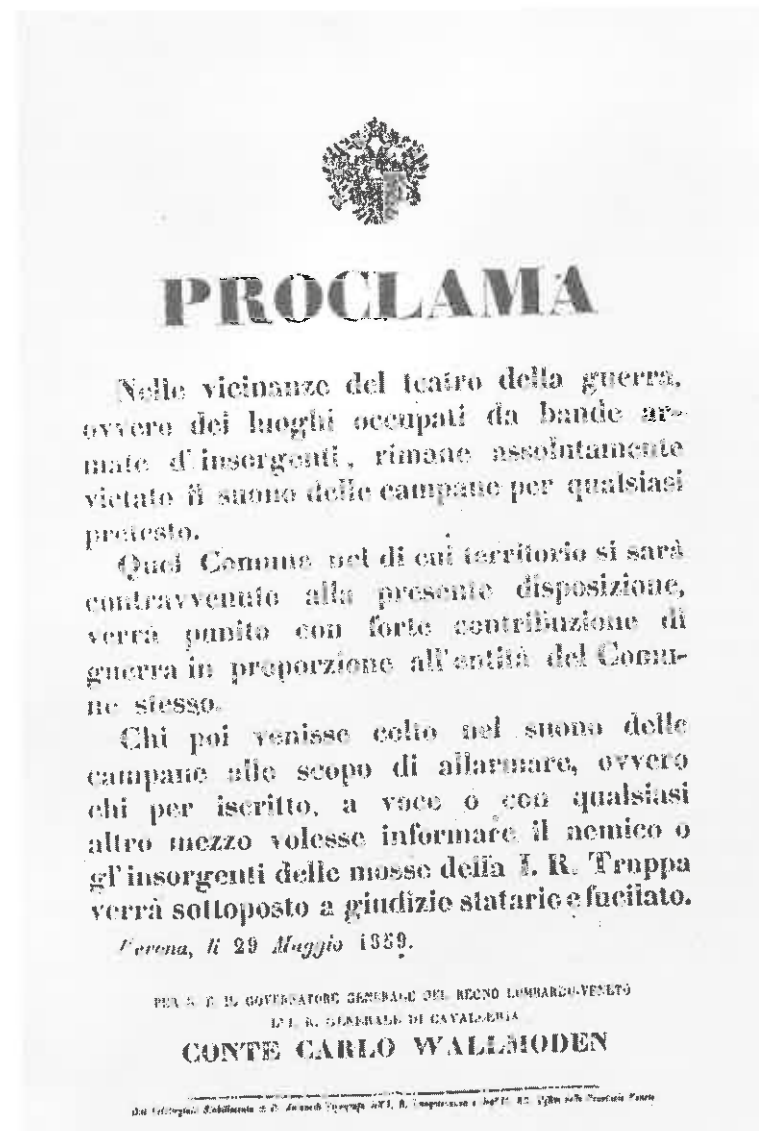 PROCLAMA
Nelle vicinanze del teatro della guerra,
ovvero dei luoghi occupati da bande ar-
mate d'insorgenti, rimane assolutamente
vietato il suono delle campane per qualsiasi
pretesto.
Quel Comune nel di cui territorio si sarà
contravvenuto alla presente disposizione,
verrà punito con forte contribuzione di
guerra in proporzione all'entità del Comu-
ne stesso.
Chi poi venisse colto nel suono delle
campane allo scopo di allarmare, ovvero
chi per iscritto, a voce o con qualsiasi
altro mezzo volesse informare il nemico o
gl'insorgenti delle mosse della I. R. Truppa
verrà sottoposto a giudizio statario e fucilato.
Verona, li 29 Maggio 1859.
PER S. E. IL GOVERNATORE GENERALE DEL REGNO LOMBARDO-VENETO
L'I. R. GENERALE DI CAVALLERIA
CONTE CARLO WALLMODEN